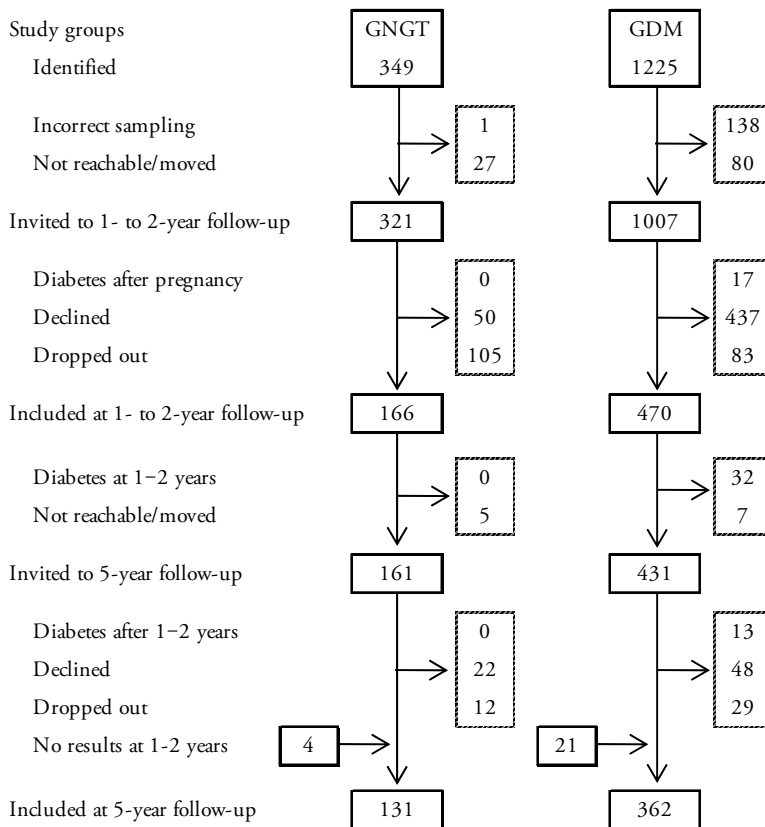 Study groups GNGT GDM
Identified 349 1225
Incorrect sampling 1 138
Not reachable/moved 27 80
Invited to 1- to 2-year follow-up 321 1007
Diabetes after pregnancy 0 17
Declined 50 437
Dropped out 105 83
Included at 1- to 2-year follow-up 166 470
Diabetes at 1–2 years 0 32
Not reachable/moved 5 7
Invited to 5-year follow-up 161 431
Diabetes after 1–2 years 0 13
Declined 22 48
Dropped out 12 29
No results at 1-2 years 4 21
Included at 5-year follow-up 131 362